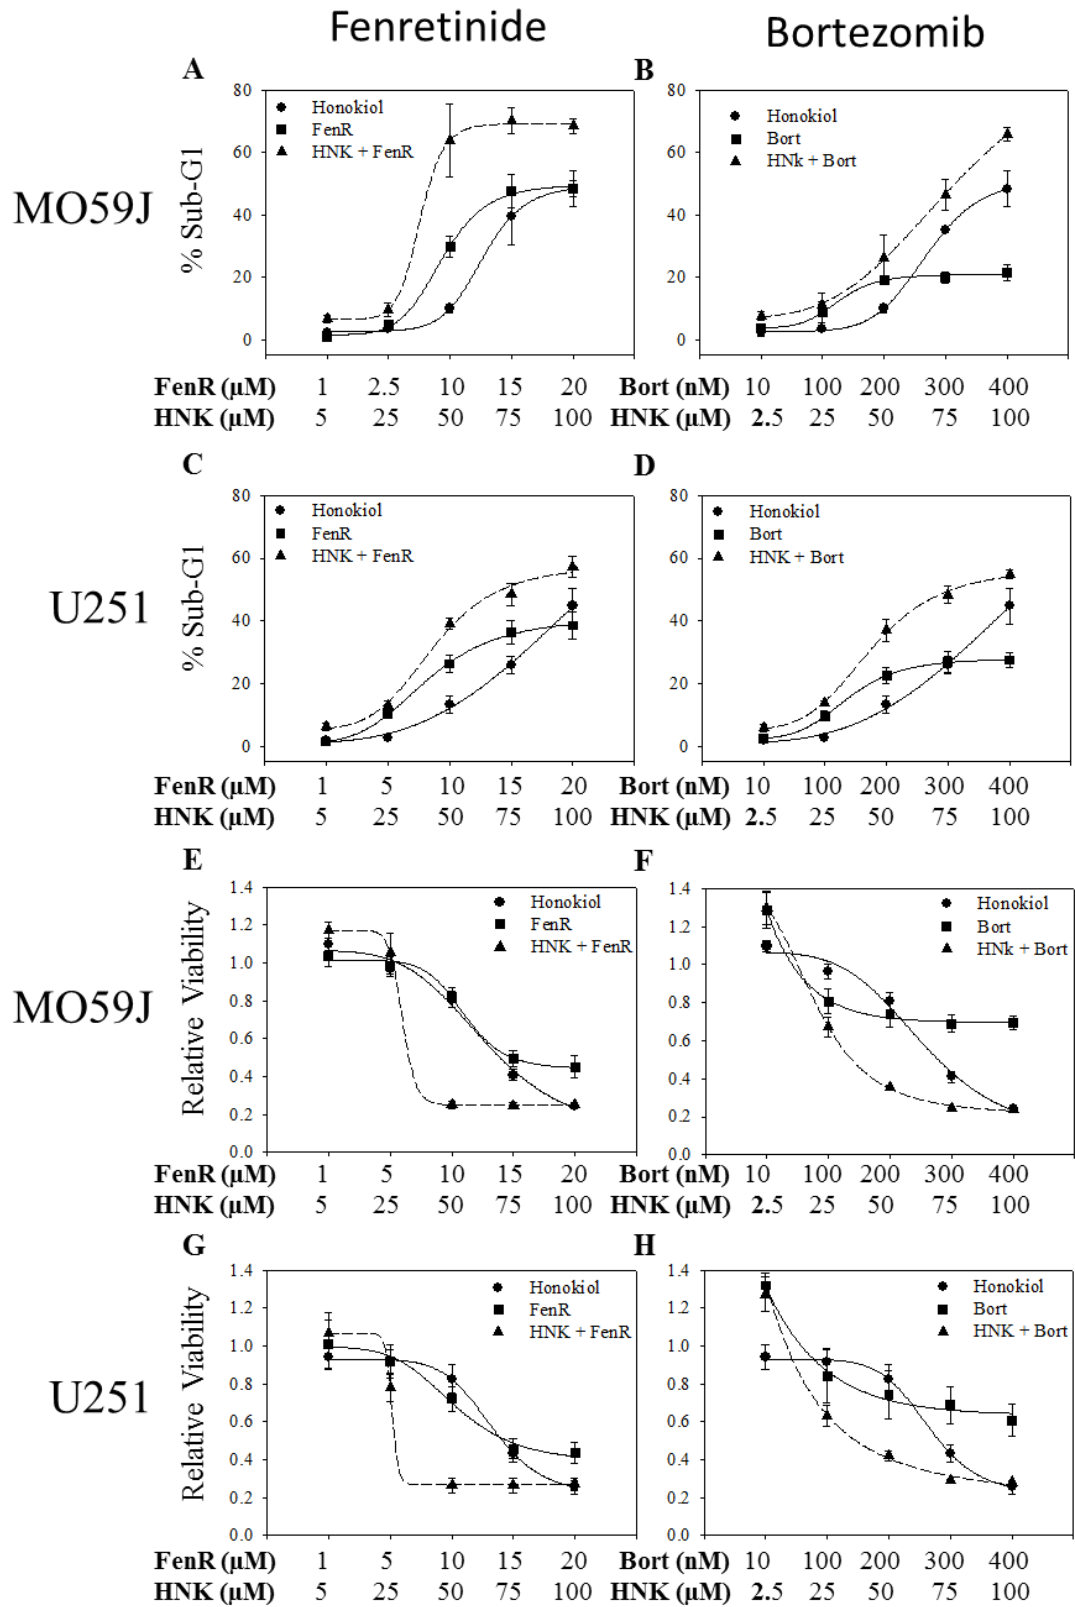 Fenretinide
Bortezomib
A
B
MO59J
% Sub-G1
80
60
40
20
0
Honokiol
FenR
HNK + FenR
80
60
40
20
0
Honokiol
Bort
HNk + Bort
FenR (μM) 1 2.5 10 15 20
HNK (μM) 5 25 50 75 100
Bort (nM) 10 100 200 300 400
HNK (μM) 2.5 25 50 75 100
C
D
U251
% Sub-G1
80
60
40
20
0
Honokiol
FenR
HNK + FenR
80
60
40
20
0
Honokiol
Bort
HNK + Bort
FenR (μM) 1 5 10 15 20
HNK (μM) 5 25 50 75 100
Bort (nM) 10 100 200 300 400
HNK (μM) 2.5 25 50 75 100
E
F
MO59J
Relative Viability
1.4
1.2
1.0
0.8
0.6
0.4
0.2
0.0
Honokiol
FenR
HNK + FenR
1.4
1.2
1.0
0.8
0.6
0.4
0.2
0.0
Honokiol
Bort
HNk + Bort
FenR (μM) 1 5 10 15 20
HNK (μM) 5 25 50 75 100
Bort (nM) 10 100 200 300 400
HNK (μM) 2.5 25 50 75 100
G
H
U251
Relative Viability
1.4
1.2
1.0
0.8
0.6
0.4
0.2
0.0
Honokiol
FenR
HNK + FenR
1.4
1.2
1.0
0.8
0.6
0.4
0.2
0.0
Honokiol
Bort
HNK + Bort
FenR (μM) 1 5 10 15 20
HNK (μM) 5 25 50 75 100
Bort (nM) 10 100 200 300 400
HNK (μM) 2.5 25 50 75 100